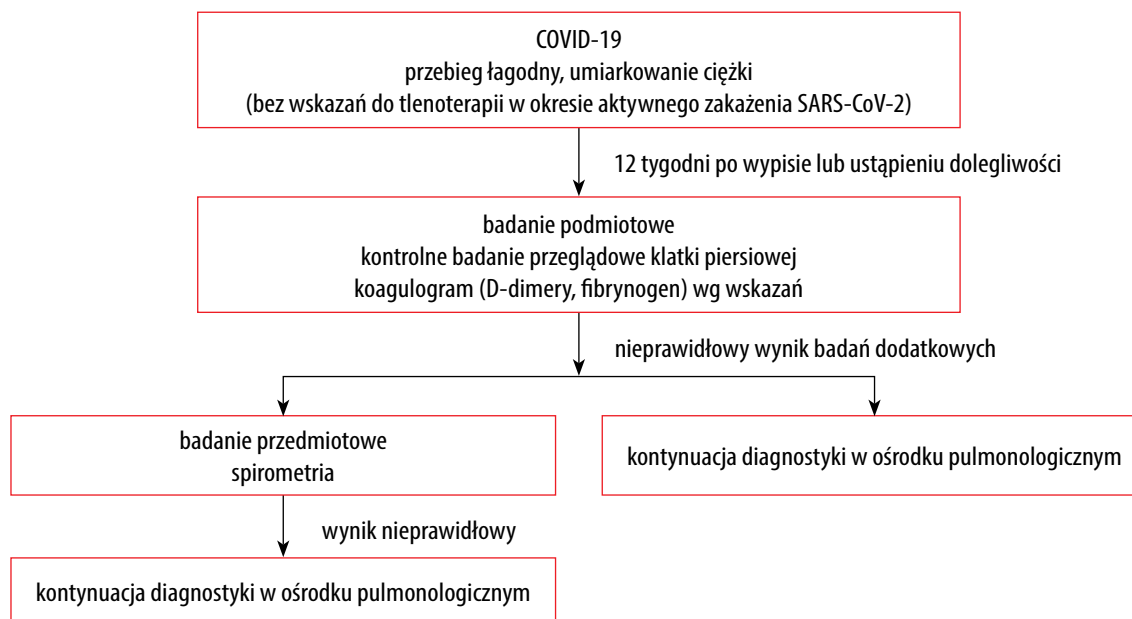 COVID-19
przebieg łagodny, umiarkowanie ciężki
(bez wskazań do tlenoterapii w okresie aktywnego zakażenia SARS-CoV-2)
12 tygodni po wypisie lub ustąpieniu dolegliwości
badanie podmiotowe
kontrolne badanie przeglądowe klatki piersiowej
koagulogram (D-dimery, fibrynogen) wg wskazań
nieprawidłowy wynik badań dodatkowych
badanie przedmiotowe
spirometria
kontynuacja diagnostyki w ośrodku pulmonologicznym
wynik nieprawidłowy
kontynuacja diagnostyki w ośrodku pulmonologicznym